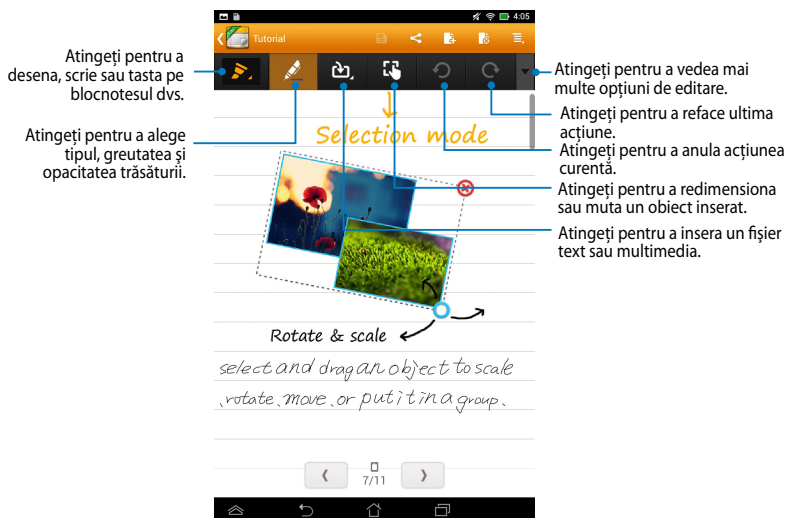 4:05
Tutorial
Atingeți pentru a
desena, scrie sau tasta pe
blocnotesul dvs.
Atingeți pentru a alege
tipul, greutatea și
opacitatea trăsăturii.
Atingeți pentru a vedea mai
multe opțiuni de editare.
Atingeți pentru a reface ultima
acțiune.
Atingeți pentru a anula acțiunea
curentă.
Atingeți pentru a redimensiona
sau muta un obiect inserat.
Atingeți pentru a insera un fișier
text sau multimedia.
Selection mode
Rotate & scale
select and drag an object to scale
,rotate,move,or put it in a group.
7/11